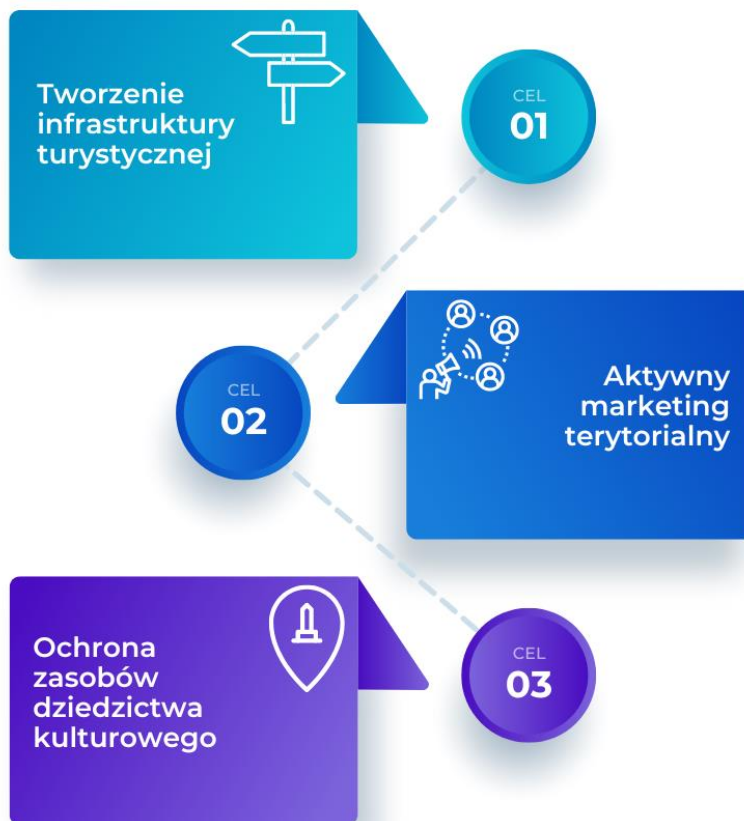 Tworzenie
infrastruktury
turystycznej
CEL
01
CEL
02
Aktywny
marketing
terytorialny
Ochrona
zasobów
dziedzictwa
kulturowego
CEL
03